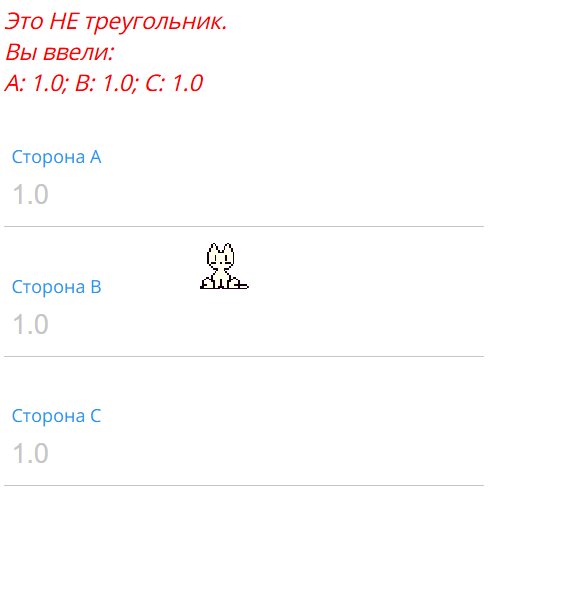 Это НЕ треугольник.
Вы ввели:
A: 1.0; B: 1.0; C: 1.0
Сторона A
1.0
Сторона B
1.0
Сторона C
1.0